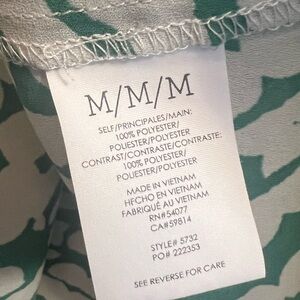 M/M/M
SELF/PRINCIPALES/MAIN:
100% POLYESTER/
POLIESTER/POLYESTER
CONTRAST/CONTRASTE/CONTRASTE:
100% POLYESTER/
POLIESTER/POLYESTER
MADE IN VIETNAM
HECHO EN VIETNAM
FABRIQUÉ AU VIETNAM
RN#54077
CA#59814
STYLE# 5732
PO# 222353
SEE REVERSE FOR CARE